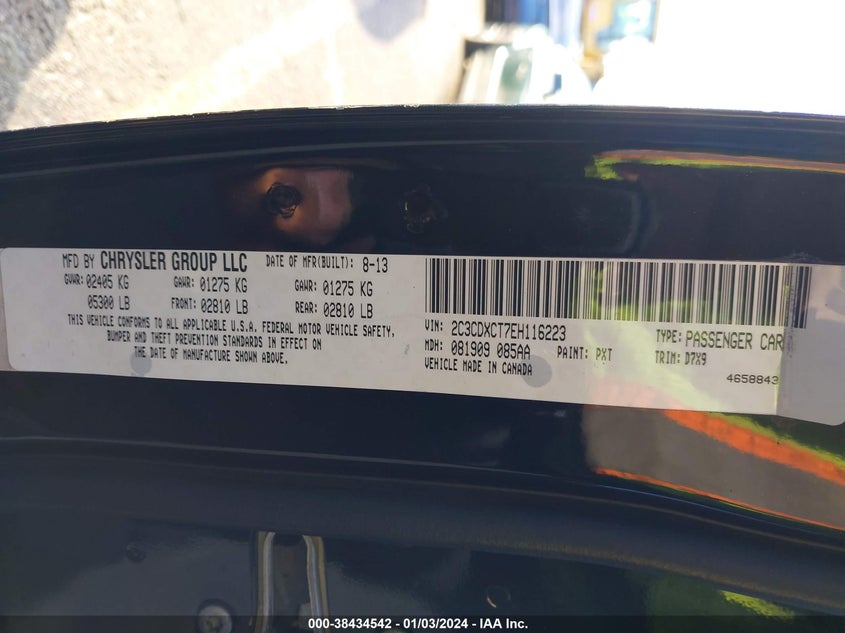 MFD BY CHRYSLER GROUP LLC DATE OF MFR(BUILT): 8-13
GVWR: 02405 KG GAWR: 01275 KG GAWR: 01275 KG
05300 LB FRONT: 02810 LB REAR: 02810 LB
THIS VEHICLE CONFORMS TO ALL APPLICABLE U.S.A. FEDERAL MOTOR VEHICLE SAFETY,
BUMPER AND THEFT PREVENTION STANDARDS IN EFFECT ON
THE DATE OF MANUFACTURE SHOWN ABOVE.
VIN: 2C3CDXCT7EH116223 TYPE: PASSENGER CAR
MDH: 081909 085AA PAINT: PXT TRIM: D7X9
VEHICLE MADE IN CANADA
4658843
000-38434542 - 01/03/2024 - IAA Inc.